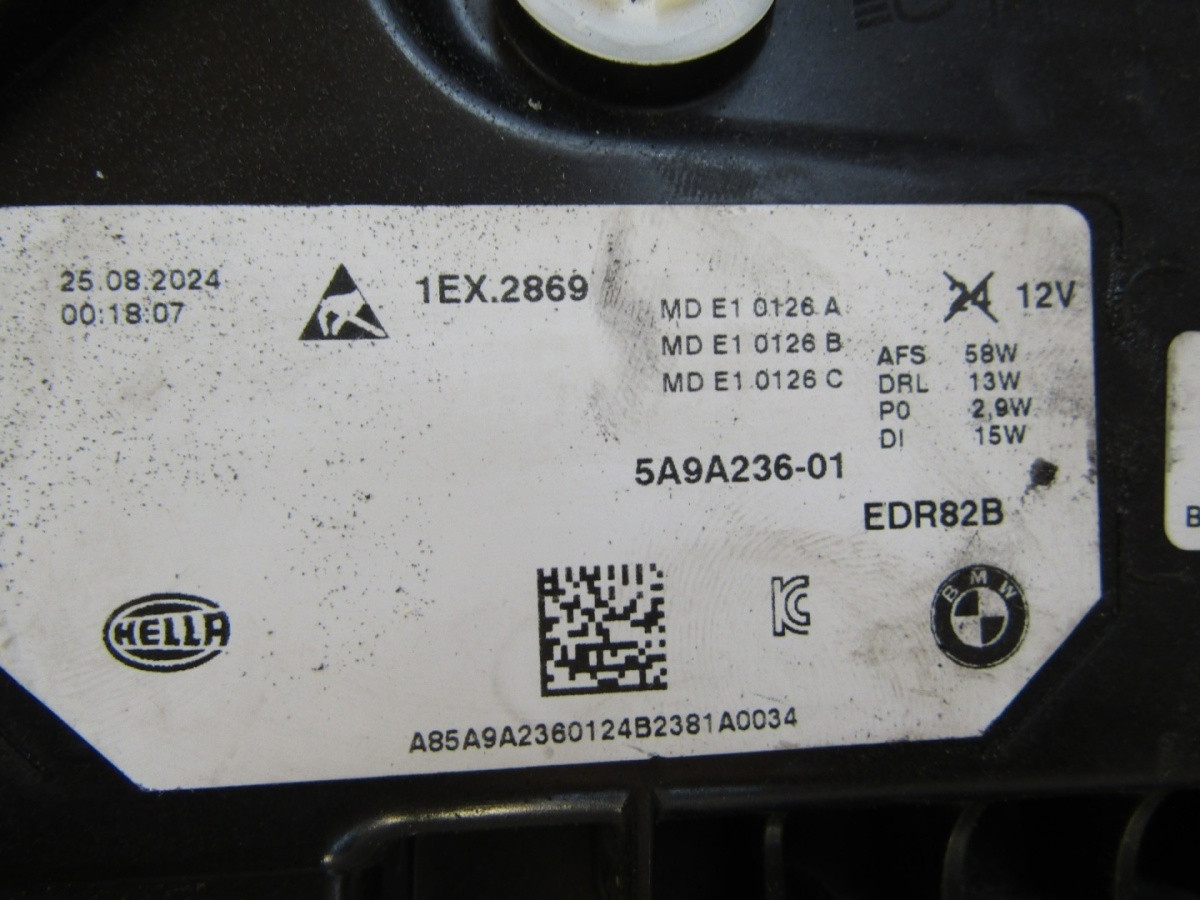 25.08.2024
00:18:07
1EX.2869
MD E1 0126 A
MD E1 0126 B
MD E1 0126 C
24 12V
AFS 58W
DRL 13W
PO 2,9W
DI 15W
5A9A236-01
EDR82B
HELLA
BMW
A85A9A2360124B2381A0034
B